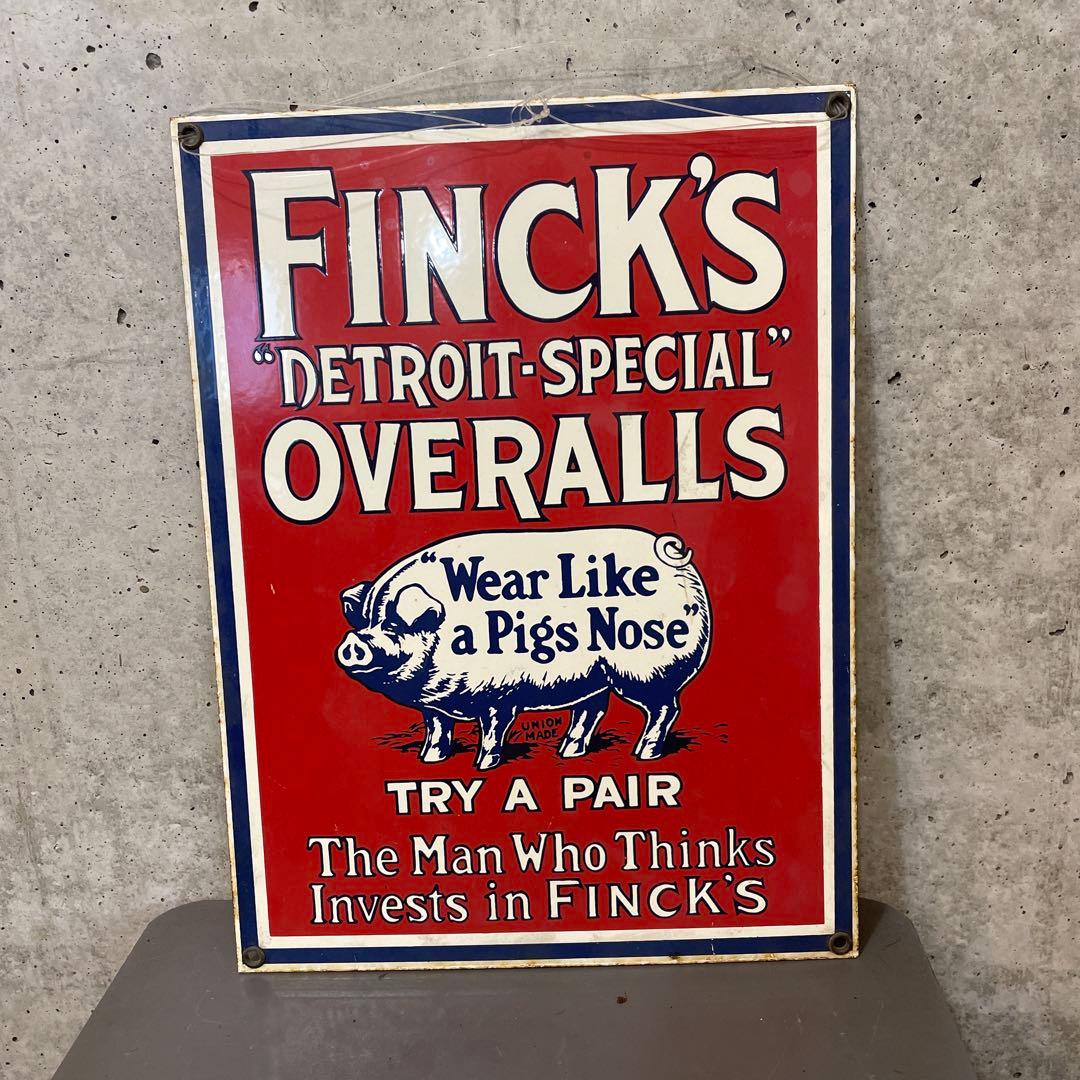 FINCK'S
"DETROIT-SPECIAL"
OVERALLS
"Wear Like
a Pigs Nose"
UNION
MADE
TRY A PAIR
The Man Who Thinks
Invests in FINCK'S